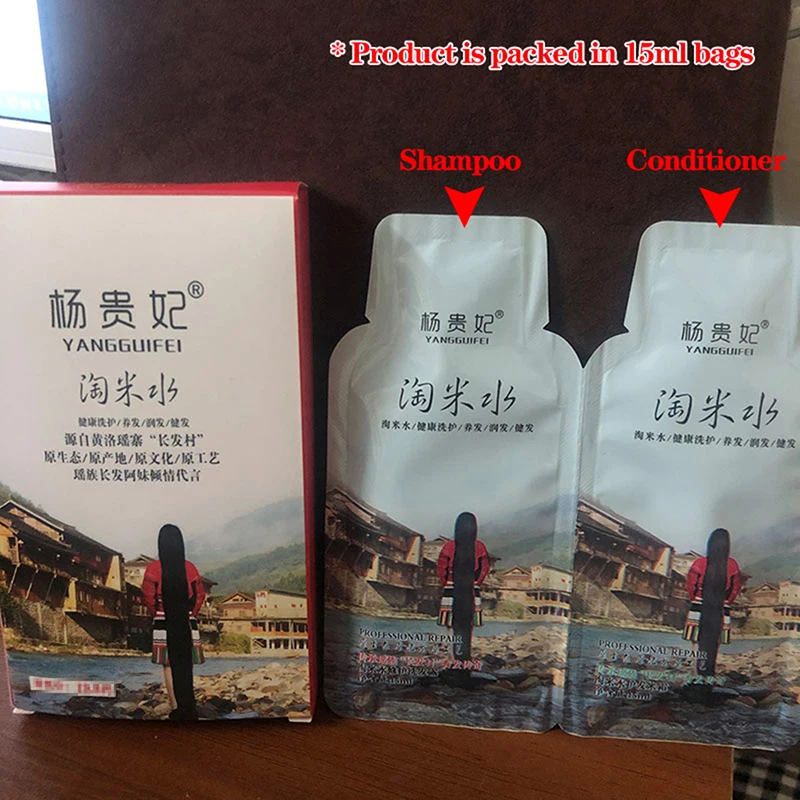 * Product is packed in 15ml bags
Shampoo
Conditioner
杨贵妃®
YANGGUIFEI
淘米水
健康洗护/养发/润发/健发
源自黄洛瑶寨“长发村”
原生态/原产地/原文化/原工艺
瑶族长发阿妹倾情代言
杨贵妃®
YANGGUIFEI
淘米水
淘米水/健康洗护/养发/润发/健发
PROFESSIONAL REPAIR
杨贵妃®
YANGGUIFEI
淘米水
淘米水/健康洗护/养发/润发/健发
PROFESSIONAL REPAIR